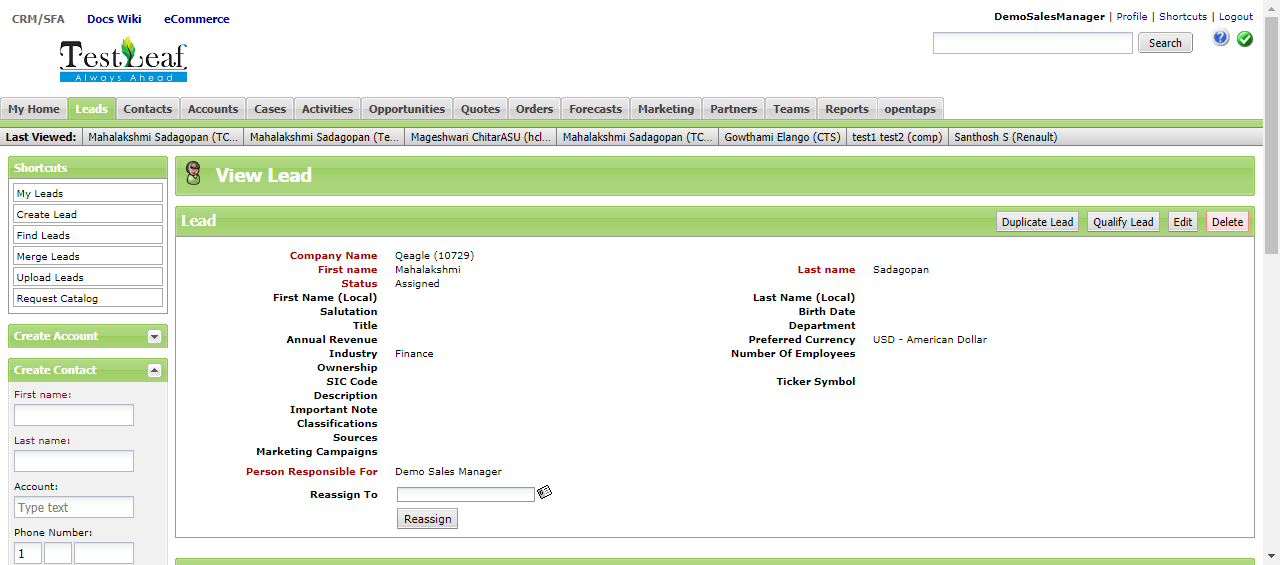 CRM/SFA Docs Wiki eCommerce
DemoSalesManager | Profile | Shortcuts | Logout
Search
TestLeaf
Always Ahead
My Home Leads Contacts Accounts Cases Activities Opportunities Quotes Orders Forecasts Marketing Partners Teams Reports opentaps
Last Viewed: Mahalakshmi Sadagopan (TC... Mahalakshmi Sadagopan (Te... Mageshwari ChitarASU (hcl... Mahalakshmi Sadagopan (TC... Gowthami Elango (CTS) test1 test2 (comp) Santhosh S (Renault)
Shortcuts
My Leads
Create Lead
Find Leads
Merge Leads
Upload Leads
Request Catalog
Create Account
Create Contact
First name:
Last name:
Account:
Type text
Phone Number:
1
View Lead
Lead Duplicate Lead Qualify Lead Edit Delete
Company Name Qeagle (10729)
First name Mahalakshmi Last name Sadagopan
Status Assigned
First Name (Local) Last Name (Local)
Salutation Birth Date
Title Department
Annual Revenue Preferred Currency USD - American Dollar
Industry Finance Number Of Employees
Ownership
SIC Code Ticker Symbol
Description
Important Note
Classifications
Sources
Marketing Campaigns
Person Responsible For Demo Sales Manager
Reassign To
Reassign